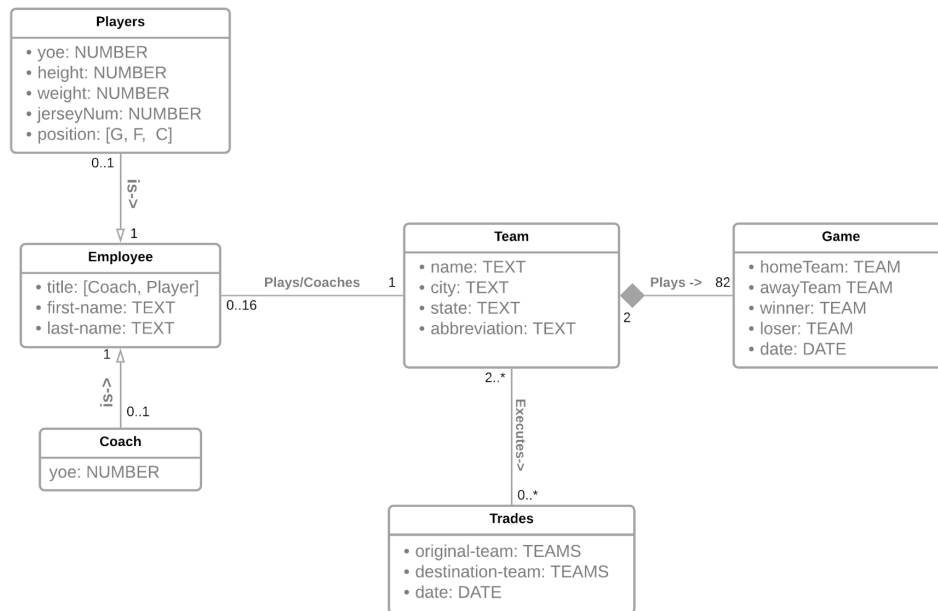 Players
• yoe: NUMBER
• height: NUMBER
• weight: NUMBER
• jerseyNum: NUMBER
• position: [G, F, C]
0..1
is->
1
Employee
• title: [Coach, Player]
• first-name: TEXT
• last-name: TEXT
Plays/Coaches
0..16
1
Team
• name: TEXT
• city: TEXT
• state: TEXT
• abbreviation: TEXT
Plays ->
2
82
Game
• homeTeam: TEAM
• awayTeam TEAM
• winner: TEAM
• loser: TEAM
• date: DATE
1
is->
0..1
Coach
yoe: NUMBER
2..*
Executes->
0..*
Trades
• original-team: TEAMS
• destination-team: TEAMS
• date: DATE